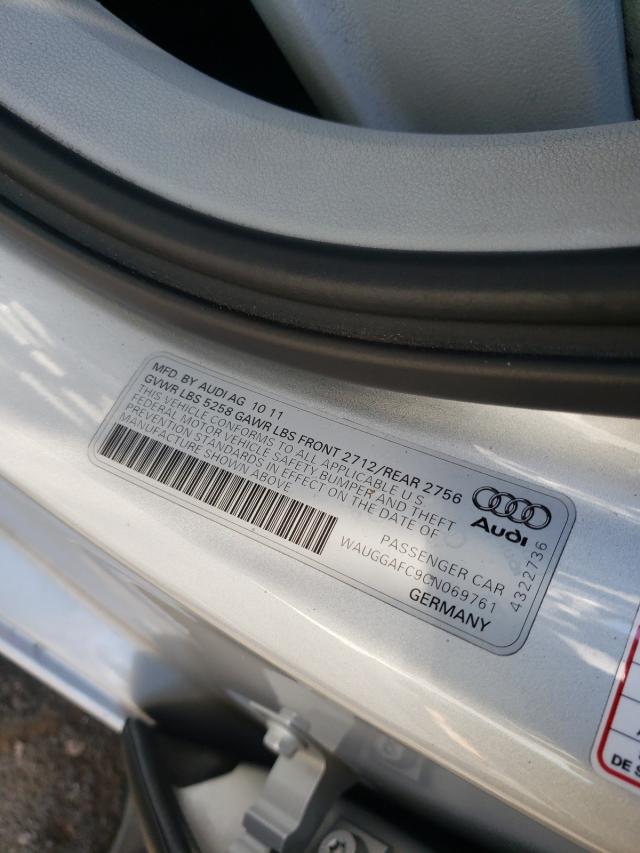 MFD. BY AUDI AG 10 11
GVWR LBS 5258 GAWR LBS FRONT 2712/REAR 2756
THIS VEHICLE CONFORMS TO ALL APPLICABLE U S
FEDERAL MOTOR VEHICLE SAFETY BUMPER AND THEFT
PREVENTION STANDARDS IN EFFECT ON THE DATE OF
MANUFACTURE SHOWN ABOVE
PASSENGER CAR
WAUGGAFC9CN069761
GERMANY
Audi
4322736
DE S